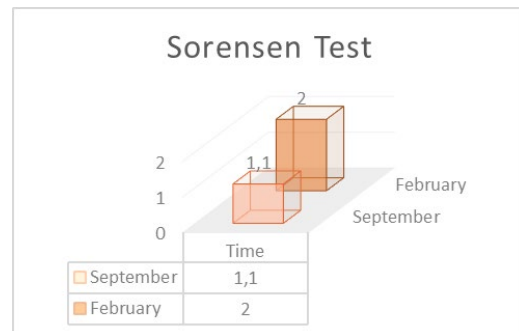 Sorensen Test
2
1,1
2
1
0
February
September
Time
September 1,1
February 2